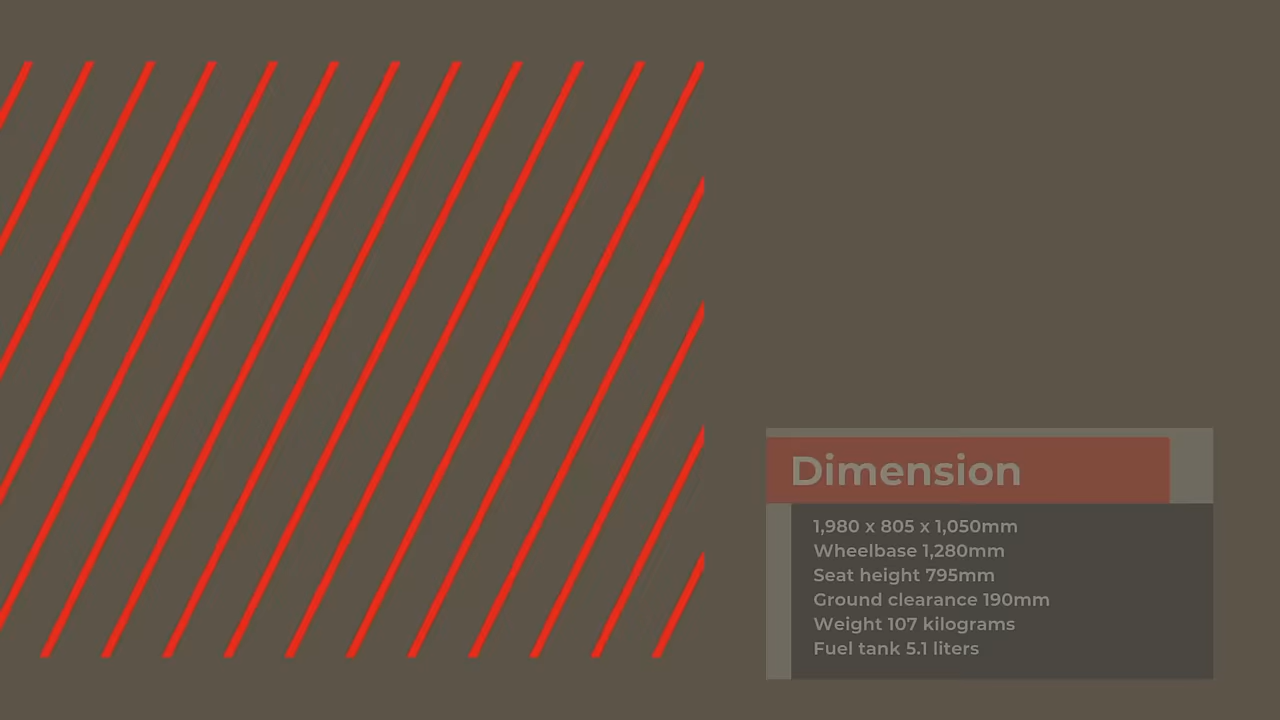 Dimension
1,980 x 805 x 1,050mm
Wheelbase 1,280mm
Seat height 795mm
Ground clearance 190mm
Weight 107 kilograms
Fuel tank 5.1 liters